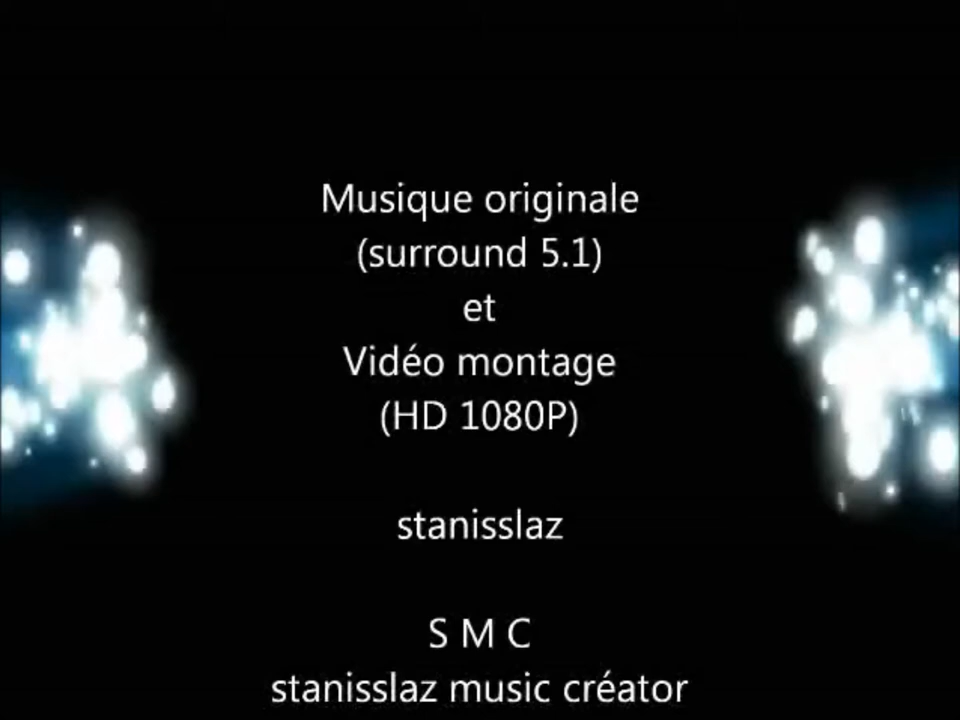 Musique originale
(surround 5.1)
et
Vidéo montage
(HD 1080P)
stanisslaz
S M C
stanisslaz music créator